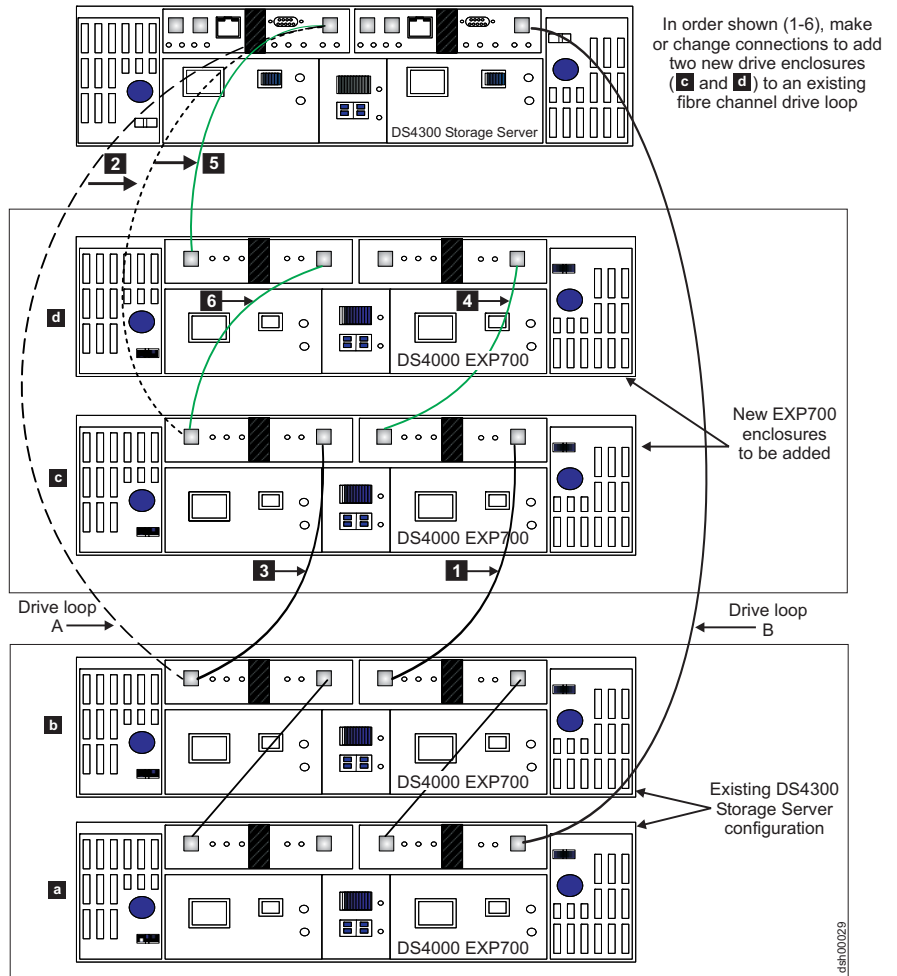 In order shown (1-6), make
or change connections to add
two new drive enclosures
(c and d) to an existing
fibre channel drive loop
DS4300 Storage Server
2
5
6
4
d
DS4000 EXP700
New EXP700
enclosures
to be added
c
DS4000 EXP700
3
1
Drive loop
A
Drive loop
B
b
DS4000 EXP700
Existing DS4300
Storage Server
configuration
a
DS4000 EXP700
dsh00029